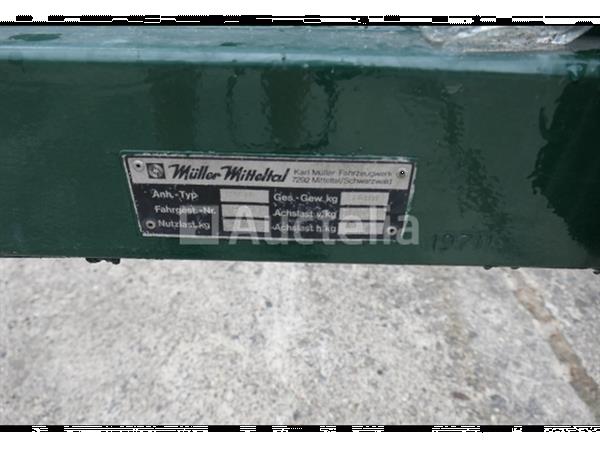 Müller Mitteltal Karl Müller Fahrzeugwerk
7292 Mitteltal/Schwarzwald
Anh.-Typ Ges.-Gew. kg
Fahrgest.-Nr. Achslast v. kg
Nutzlast kg Achslast h. kg
Auctelia